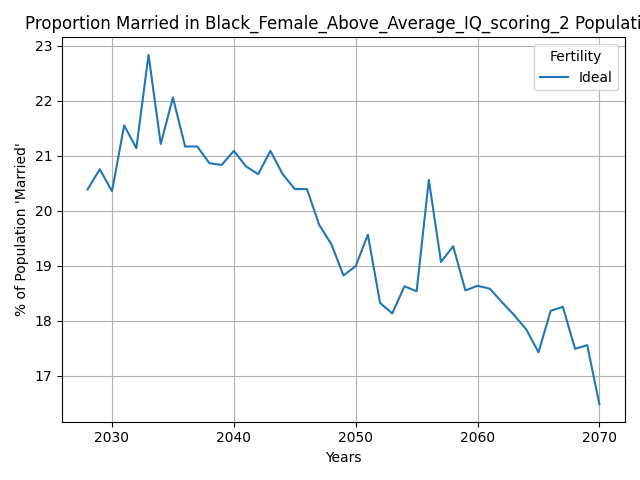 Proportion Married in Black_Female_Above_Average_IQ_scoring_2 Populati
23
22
21
20
19
18
17
% of Population 'Married'
Fertility
Ideal
2030 2040 2050 2060 2070
Years